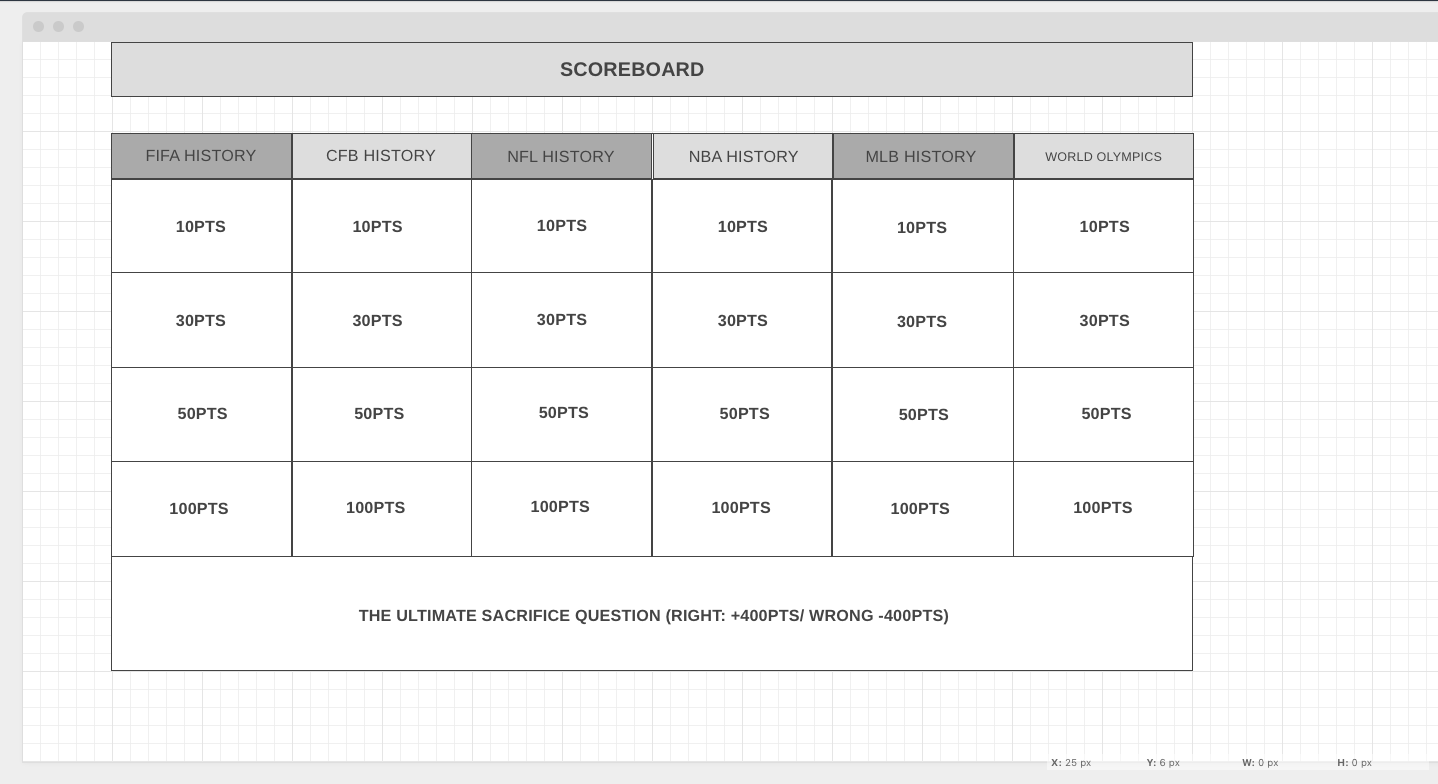 SCOREBOARD
FIFA HISTORY CFB HISTORY NFL HISTORY NBA HISTORY MLB HISTORY WORLD OLYMPICS
10PTS 10PTS 10PTS 10PTS 10PTS 10PTS
30PTS 30PTS 30PTS 30PTS 30PTS 30PTS
50PTS 50PTS 50PTS 50PTS 50PTS 50PTS
100PTS 100PTS 100PTS 100PTS 100PTS 100PTS
THE ULTIMATE SACRIFICE QUESTION (RIGHT: +400PTS/ WRONG -400PTS)
X: 25 px Y: 6 px W: 0 px H: 0 px